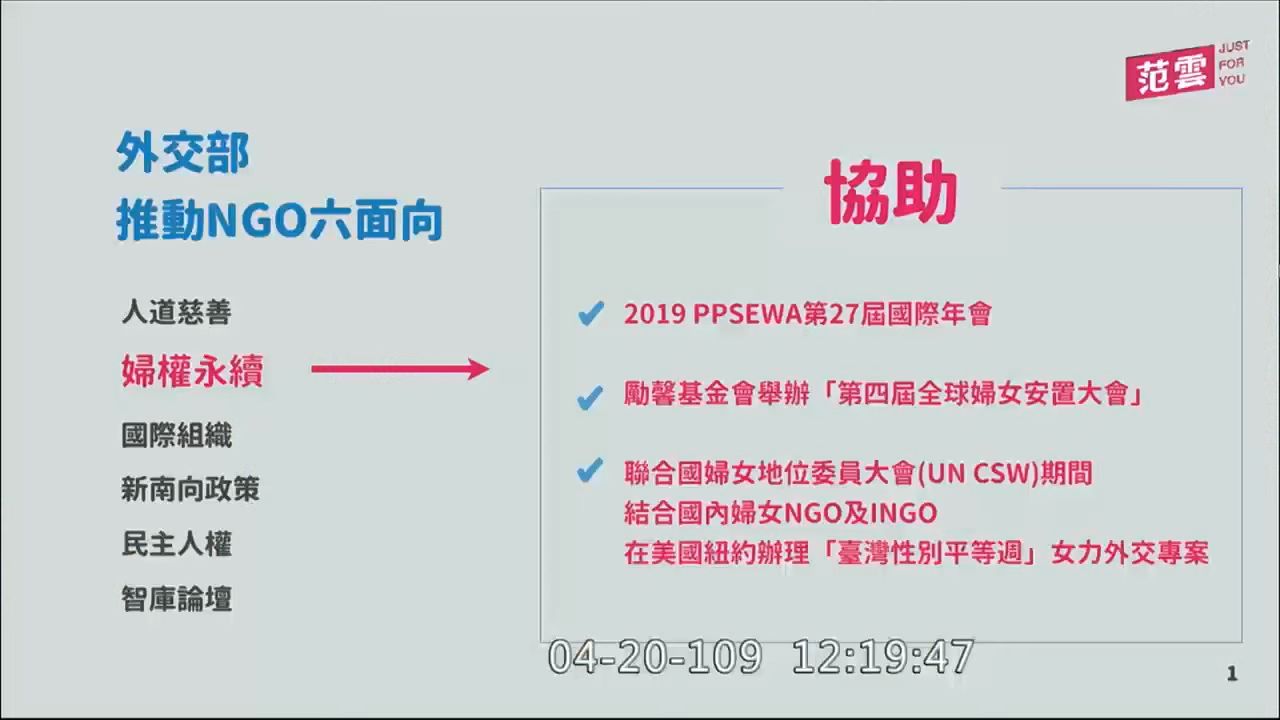 范雲
JUST
FOR
YOU
外交部
推動NGO六面向
人道慈善
婦權永續
國際組織
新南向政策
民主人權
智庫論壇
協助
2019 PPSEWA第27屆國際年會
勵馨基金會舉辦「第四屆全球婦女安置大會」
聯合國婦女地位委員大會(UN CSW)期間
結合國內婦女NGO及INGO
在美國紐約辦理「臺灣性別平等週」女力外交專案
04-20-109 12:19:47
1